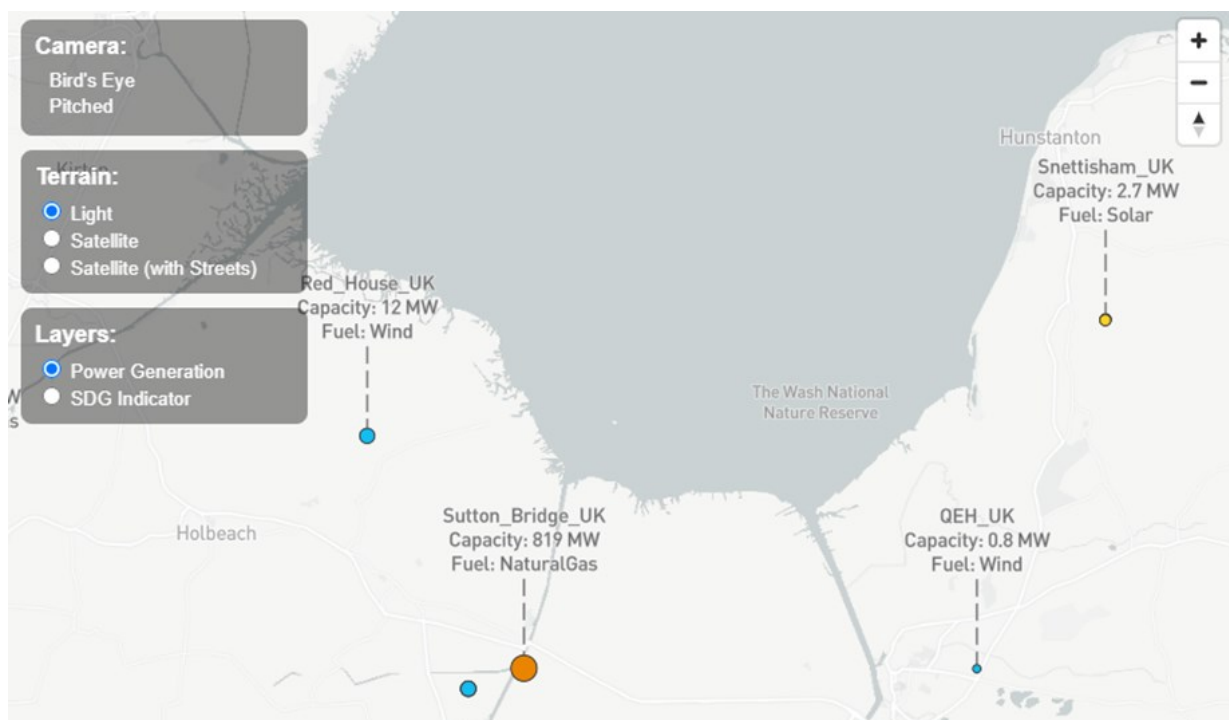 Camera:
Bird's Eye
Pitched
Terrain:
Light
Satellite
Satellite (with Streets)
Layers:
Power Generation
SDG Indicator
Hunstanton
Snettisham_UK
Capacity: 2.7 MW
Fuel: Solar
Red_House_UK
Capacity: 12 MW
Fuel: Wind
The Wash National
Nature Reserve
Holbeach
Sutton_Bridge_UK
Capacity: 819 MW
Fuel: NaturalGas
QEH_UK
Capacity: 0.8 MW
Fuel: Wind